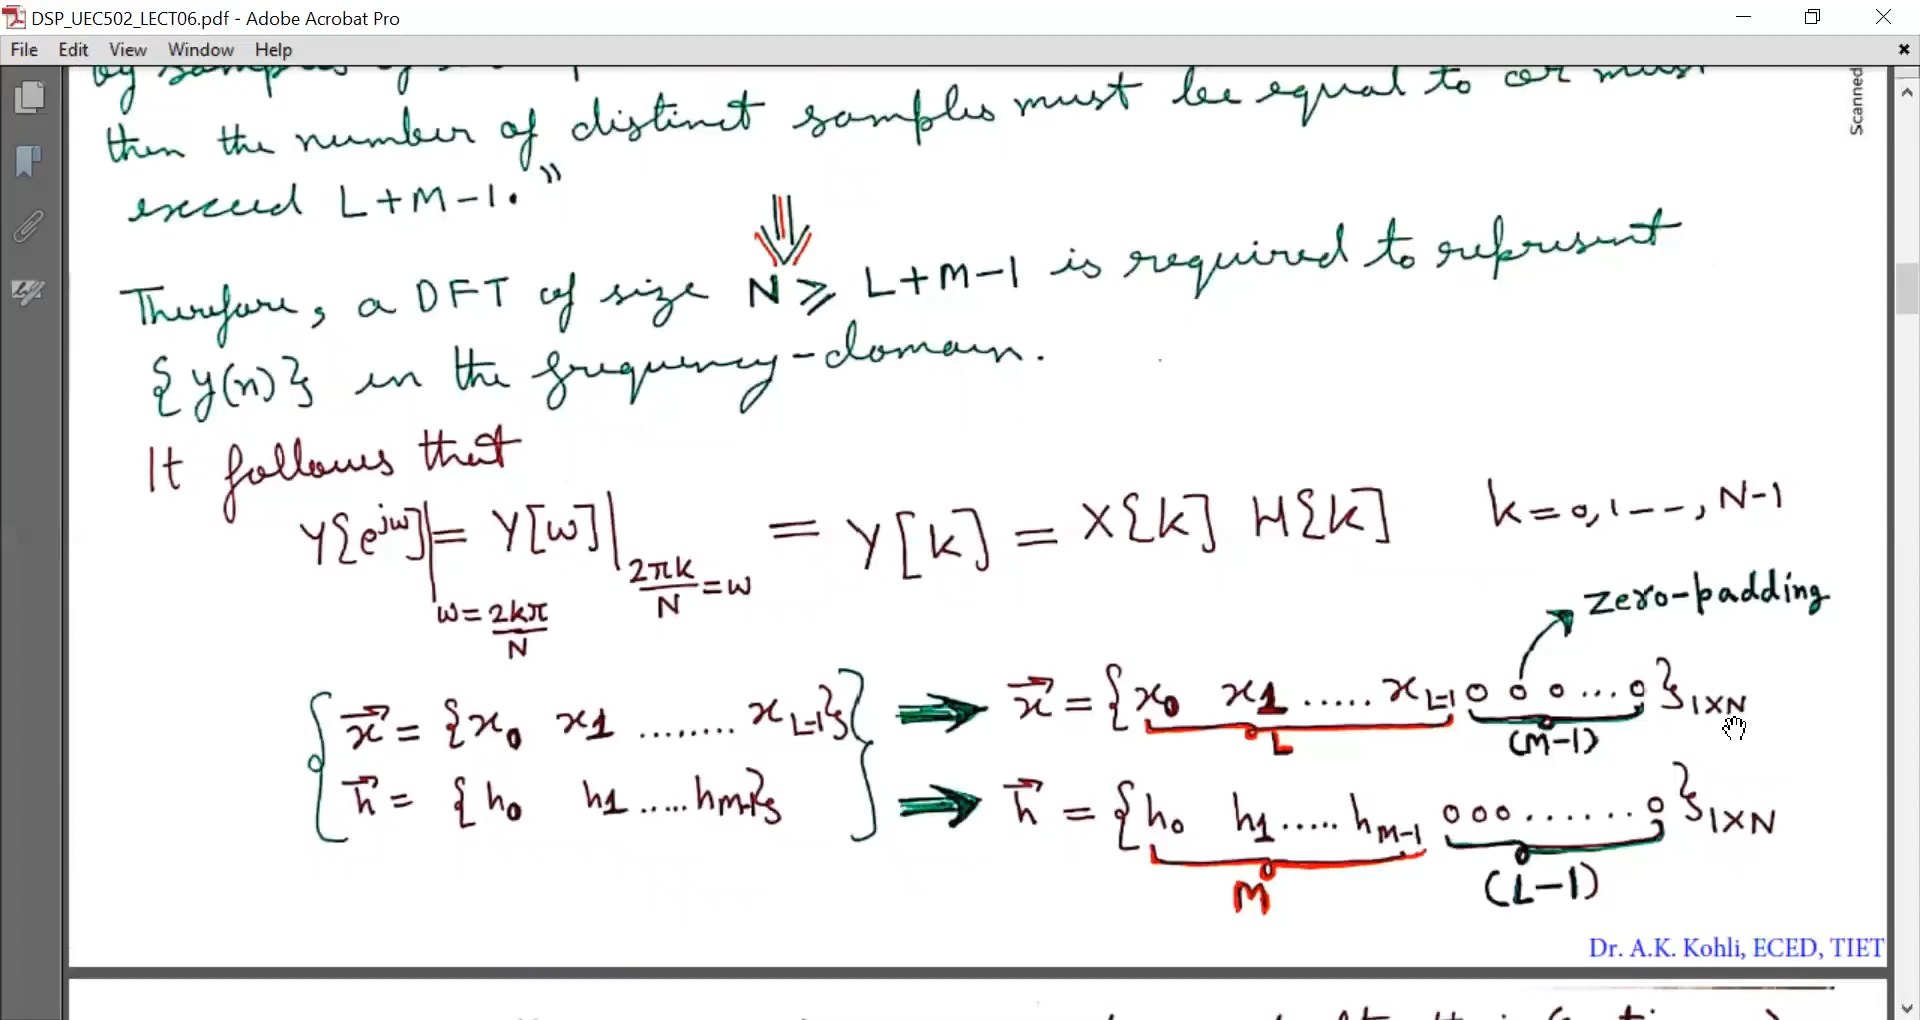 DSP_UEC502_LECT06.pdf - Adobe Acrobat Pro
File Edit View Window Help
Scanned
then the number of distinct samples must be equal to or must
exceed L+M-1."
Therefore, a DFT of size N ≥ L+M-1 is required to represent
{y(n)} in the frequency-domain.
It follows that
Y{e^jω]|ω=2kπ/N = Y[ω]|2πk/N=ω = Y[k] = X{k] H{k] k=0,1--,N-1
zero-padding
x⃗ = {x0 x1 ........ xL-1} ⇒ x⃗ = {x0 x1 ..... xL-1 0 0 0 ... 0}1XN
L (M-1)
h⃗ = {h0 h1 ..... hM-1} ⇒ h⃗ = {h0 h1 ..... hM-1 000 ....... 0}1XN
M (L-1)
Dr. A.K. Kohli, ECED, TIET